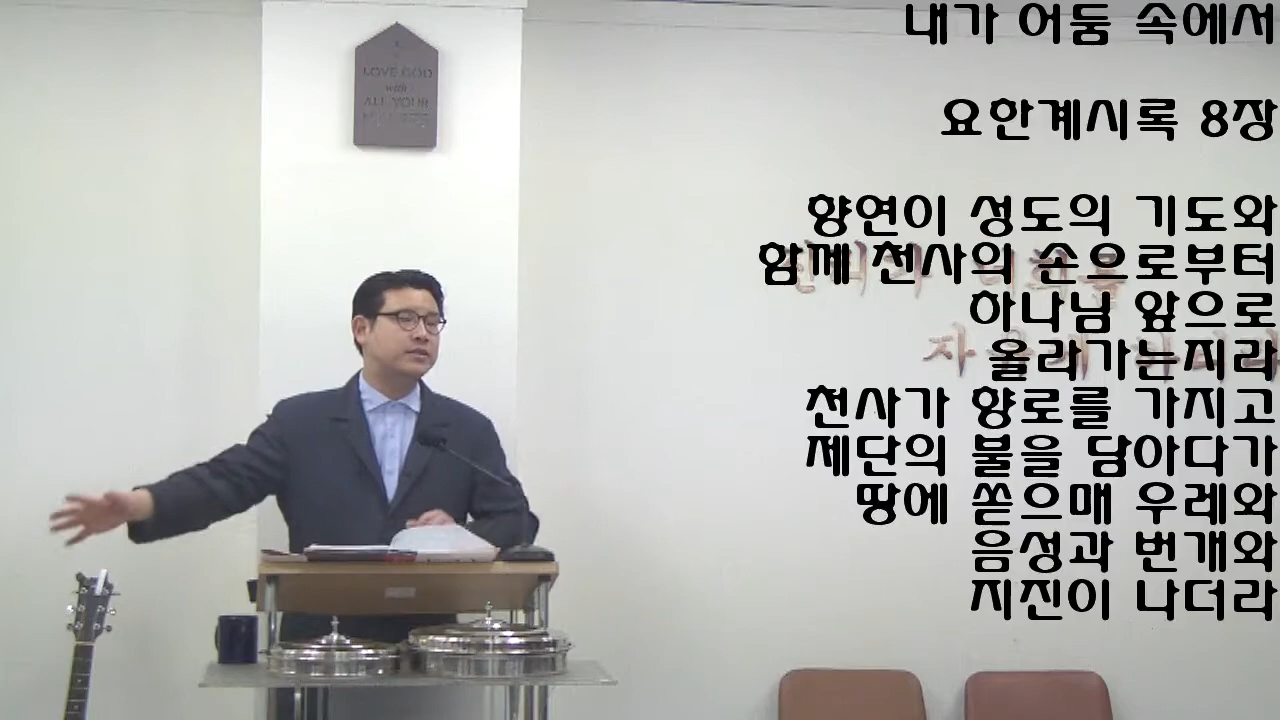 LOVE GOD
with
ALL YOUR
내가 어둠 속에서
요한계시록 8장
향연이 성도의 기도와
함께 천사의 손으로부터
하나님 앞으로
올라가는지라
천사가 향로를 가지고
제단의 불을 담아다가
땅에 쏟으매 우레와
음성과 번개와
지진이 나더라